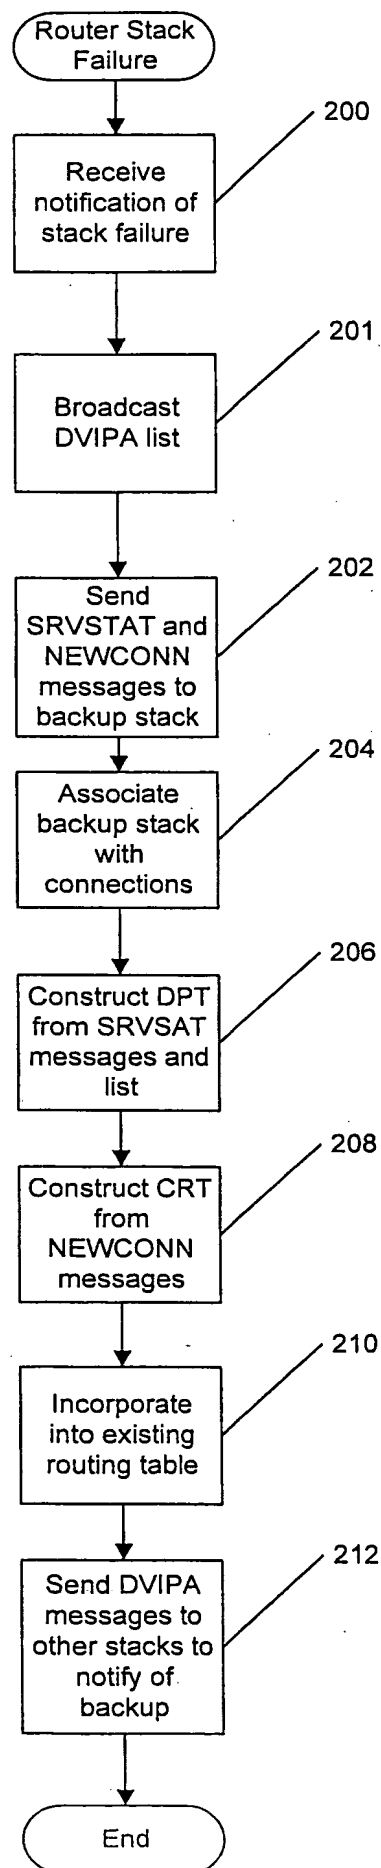 Router Stack
Failure
200
Receive
notification of
stack failure
201
Broadcast
DVIPA list
202
Send
SRVSTAT and
NEWCONN
messages to
backup stack
204
Associate
backup stack
with
connections
206
Construct DPT
from SRVSAT
messages and
list
208
Construct CRT
from
NEWCONN
messages
210
Incorporate
into existing
routing table
212
Send DVIPA
messages to
other stacks to
notify of
backup
End